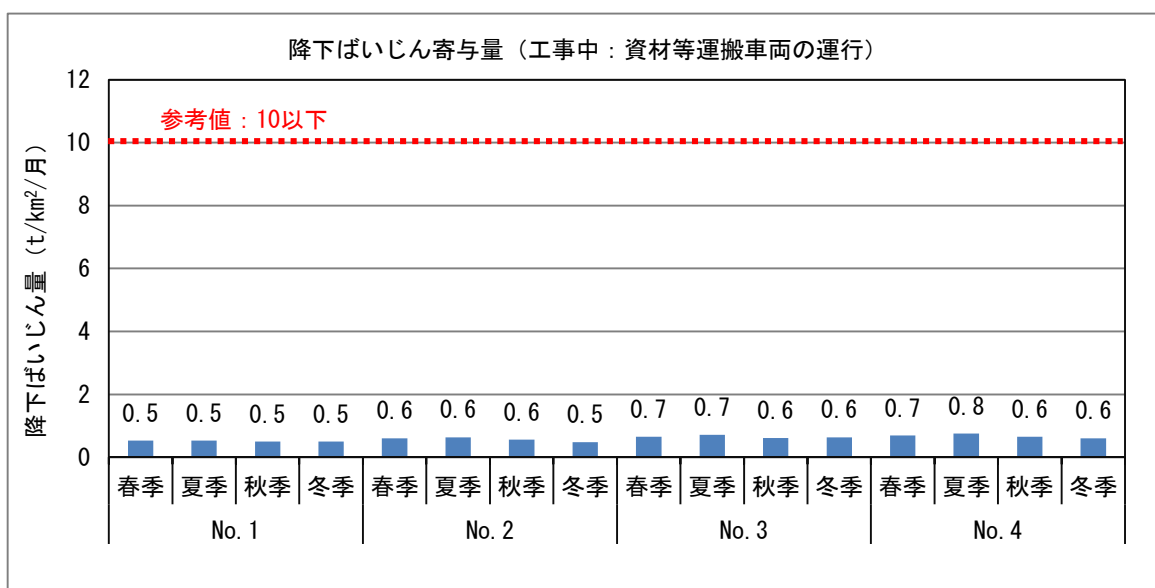 降下ばいじん寄与量（工事中：資材等運搬車両の運行）
降下ばいじん量（t/km²/月）
12
10
8
6
4
2
0
参考値：10以下
0.5 0.5 0.5 0.5 0.6 0.6 0.6 0.5 0.7 0.7 0.6 0.6 0.7 0.8 0.6 0.6
春季 夏季 秋季 冬季 春季 夏季 秋季 冬季 春季 夏季 秋季 冬季 春季 夏季 秋季 冬季
No.1 No.2 No.3 No.4